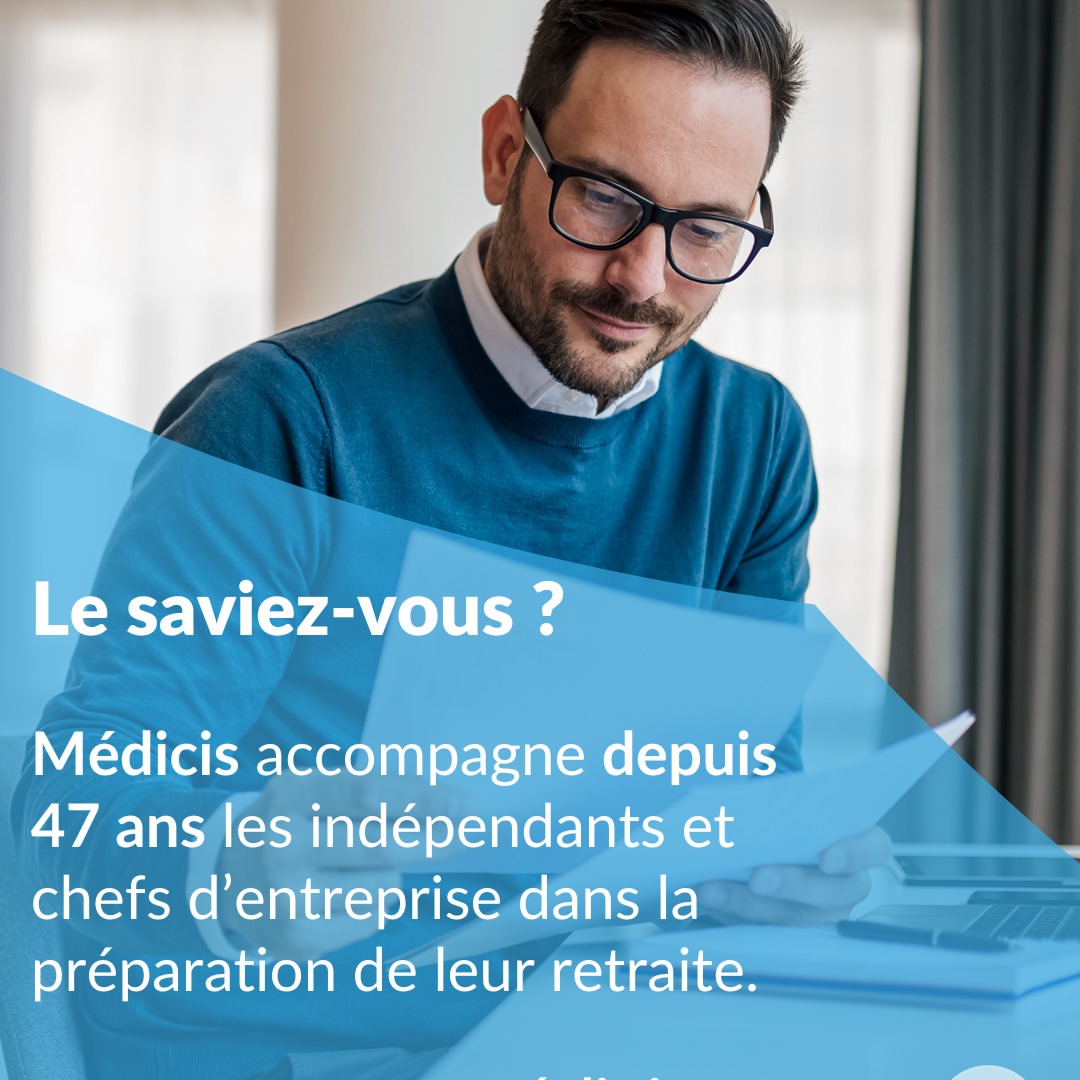 Le saviez-vous ?
Médicis accompagne depuis
47 ans les indépendants et
chefs d’entreprise dans la
préparation de leur retraite.